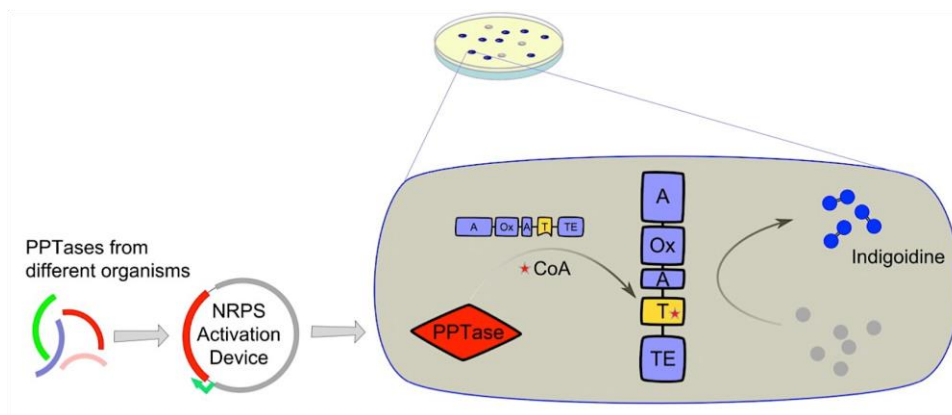 PPTases from
different organisms
NRPS
Activation
Device
A
Ox
A
T
TE
CoA
PPTase
A
Ox
A
T
TE
Indigoidine